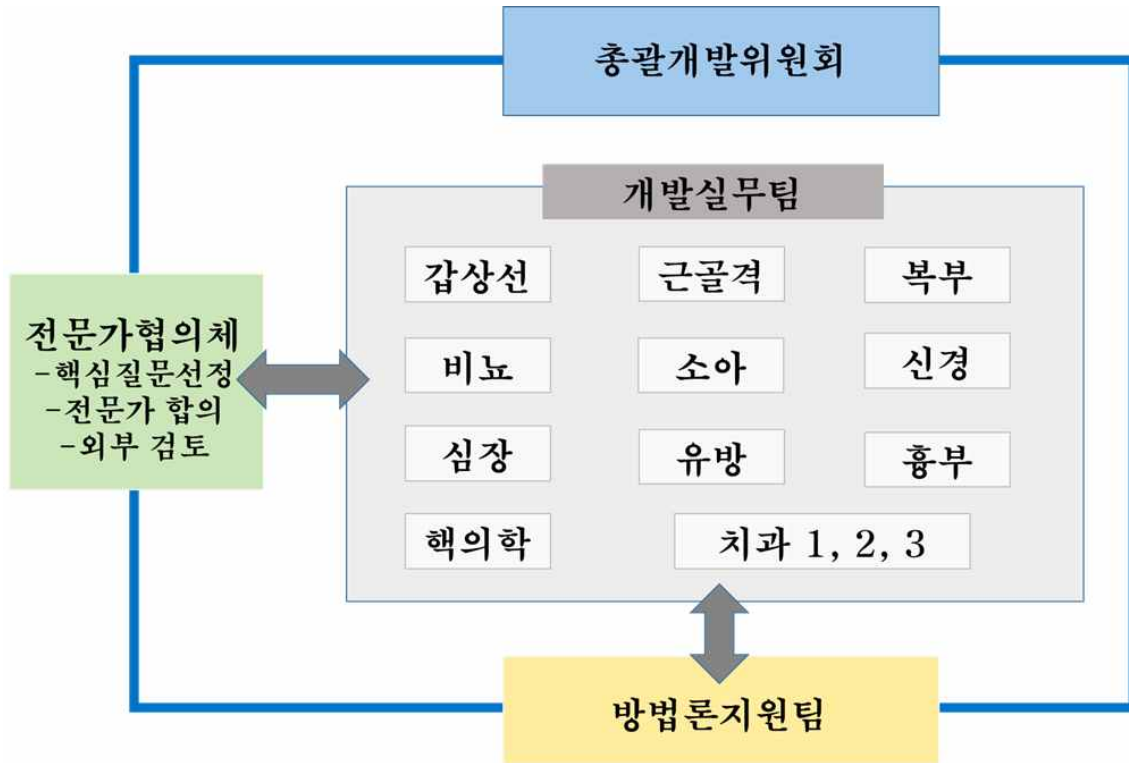 총괄개발위원회
개발실무팀
갑상선 근골격 복부
비뇨 소아 신경
심장 유방 흉부
핵의학 치과 1, 2, 3
전문가협의체
-핵심질문선정
-전문가 합의
-외부 검토
방법론지원팀